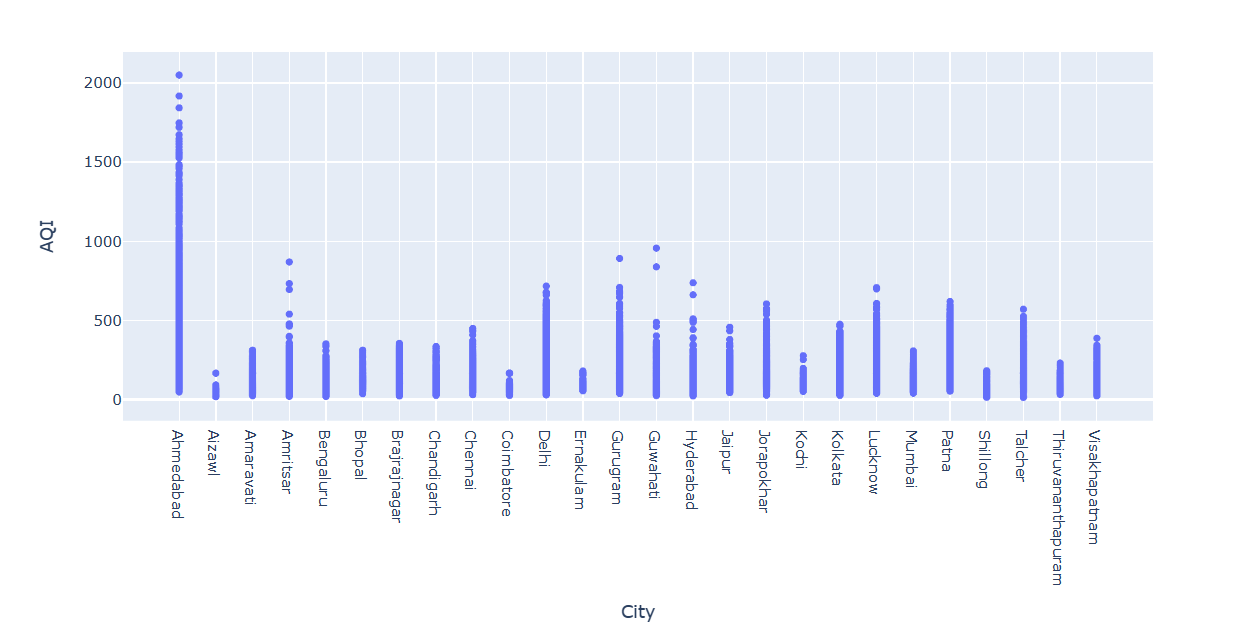 2000
1500
1000
500
0
AQI
Ahmedabad
Aizawl
Amaravati
Amritsar
Bengaluru
Bhopal
Brajrajnagar
Chandigarh
Chennai
Coimbatore
Delhi
Ernakulam
Gurugram
Guwahati
Hyderabad
Jaipur
Jorapokhar
Kochi
Kolkata
Lucknow
Mumbai
Patna
Shillong
Talcher
Thiruvananthapuram
Visakhapatnam
City